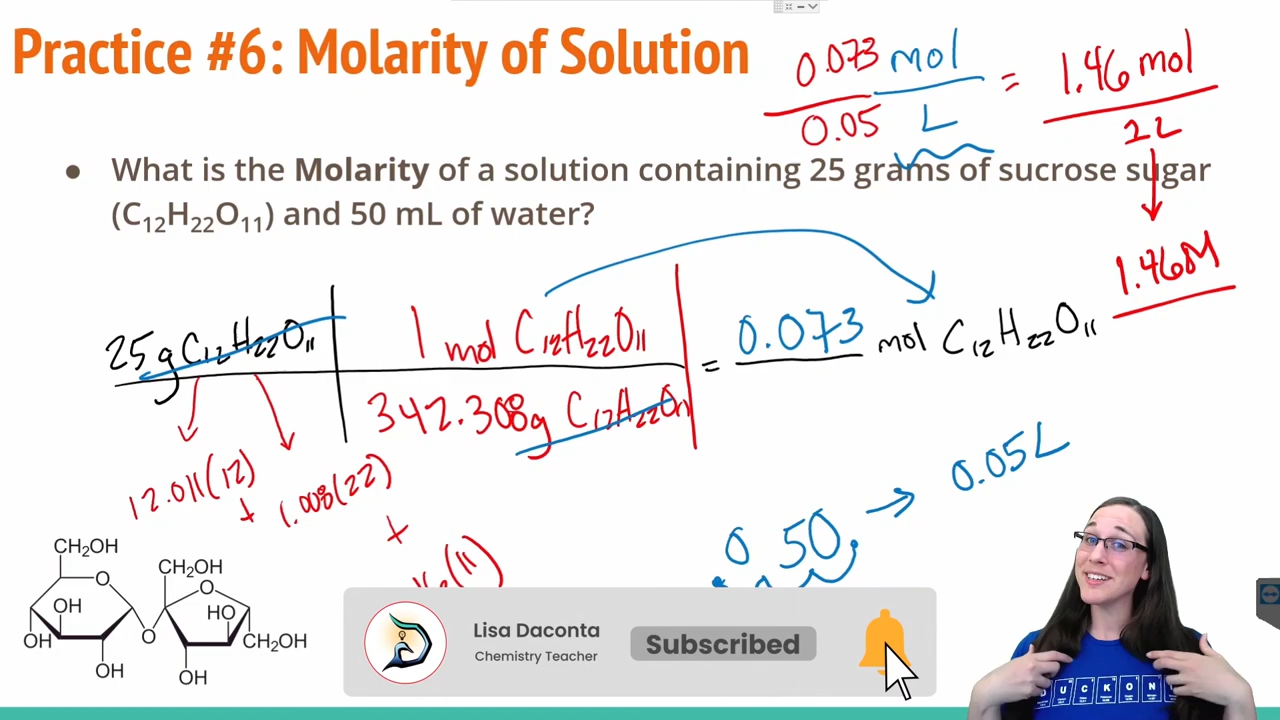 Practice #6: Molarity of Solution
0.073 mol
0.05 L
= 1.46 mol
1L
● What is the Molarity of a solution containing 25 grams of sucrose sugar
(C₁₂H₂₂O₁₁) and 50 mL of water?
1.46M
25g C₁₂H₂₂O₁₁
1 mol C₁₂H₂₂O₁₁
342.308g C₁₂H₂₂O₁₁
= 0.073 mol C₁₂H₂₂O₁₁
12.011(12)
+ 1.008(22)
+
(11)
0 50. → 0.05L
CH₂OH
O
OH
OH
OH
O
CH₂OH
O
HO
CH₂OH
OH
Lisa Daconta
Chemistry Teacher
Subscribed
U C K O N